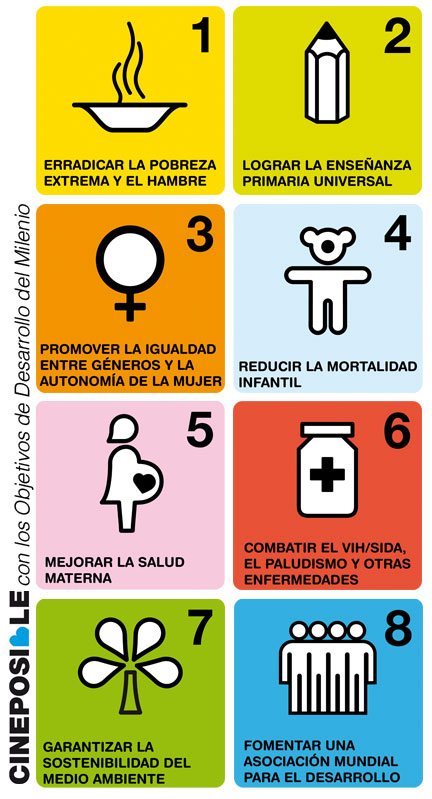 1
ERRADICAR LA POBREZA
EXTREMA Y EL HAMBRE
2
LOGRAR LA ENSEÑANZA
PRIMARIA UNIVERSAL
3
PROMOVER LA IGUALDAD
ENTRE GÉNEROS Y LA
AUTONOMÍA DE LA MUJER
4
REDUCIR LA MORTALIDAD
INFANTIL
5
MEJORAR LA SALUD
MATERNA
6
COMBATIR EL VIH/SIDA,
EL PALUDISMO Y OTRAS
ENFERMEDADES
7
GARANTIZAR LA
SOSTENIBILIDAD DEL
MEDIO AMBIENTE
8
FOMENTAR UNA
ASOCIACIÓN MUNDIAL
PARA EL DESARROLLO
CINEPOSIBLE con los Objetivos de Desarrollo del Milenio